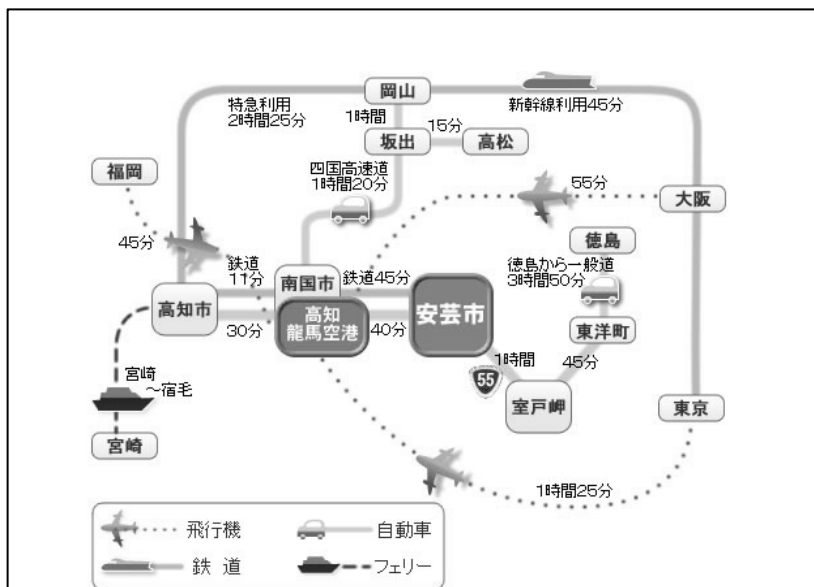 岡山
特急利用
2時間25分
新幹線利用45分
1時間
坂出
15分
高松
福岡
四国高速道
1時間20分
55分
大阪
45分
徳島
鉄道
11分
南国市
鉄道45分
徳島から一般道
3時間50分
高知市
高知
龍馬空港
安芸市
30分
40分
東洋町
1時間
45分
55
室戸岬
東京
宮崎
〜宿毛
宮崎
1時間25分
飛行機
自動車
鉄道
フェリー